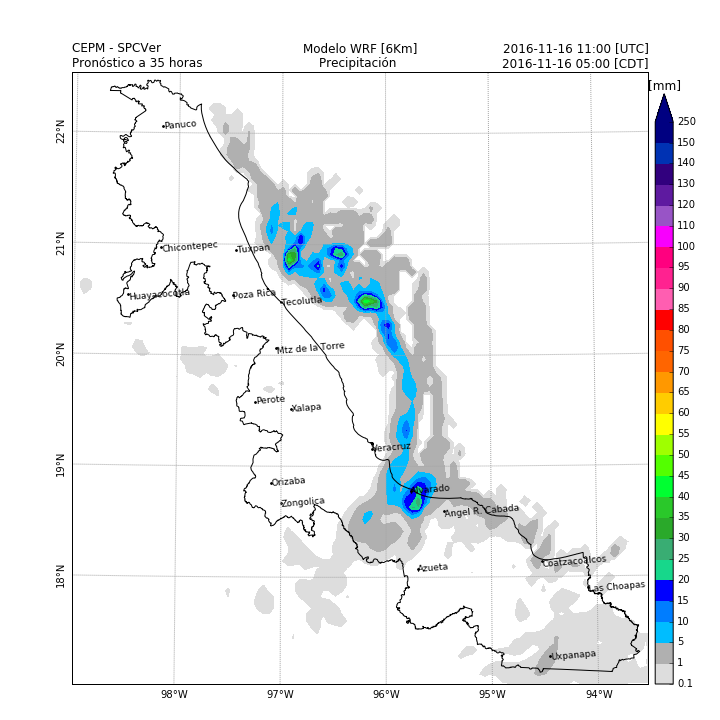 CEPM - SPCVer
Modelo WRF [6Km]
2016-11-16 11:00 [UTC]
Pronóstico a 35 horas
Precipitación
2016-11-16 05:00 [CDT]
[mm]
250
150
140
130
120
110
100
95
90
85
80
75
70
65
60
55
50
45
40
35
30
25
20
15
10
5
1
0.1
22°N
21°N
20°N
19°N
18°N
Panuco
Chicontepec
Tuxpan
Huayacocotla
Poza Rica
Tecolutla
Mtz de la Torre
Perote
Xalapa
Veracruz
Orizaba
Zongolica
Angel R. Cabada
Azueta
Coatzacoalcos
Las Choapas
Uxpanapa
98°W
97°W
96°W
95°W
94°W